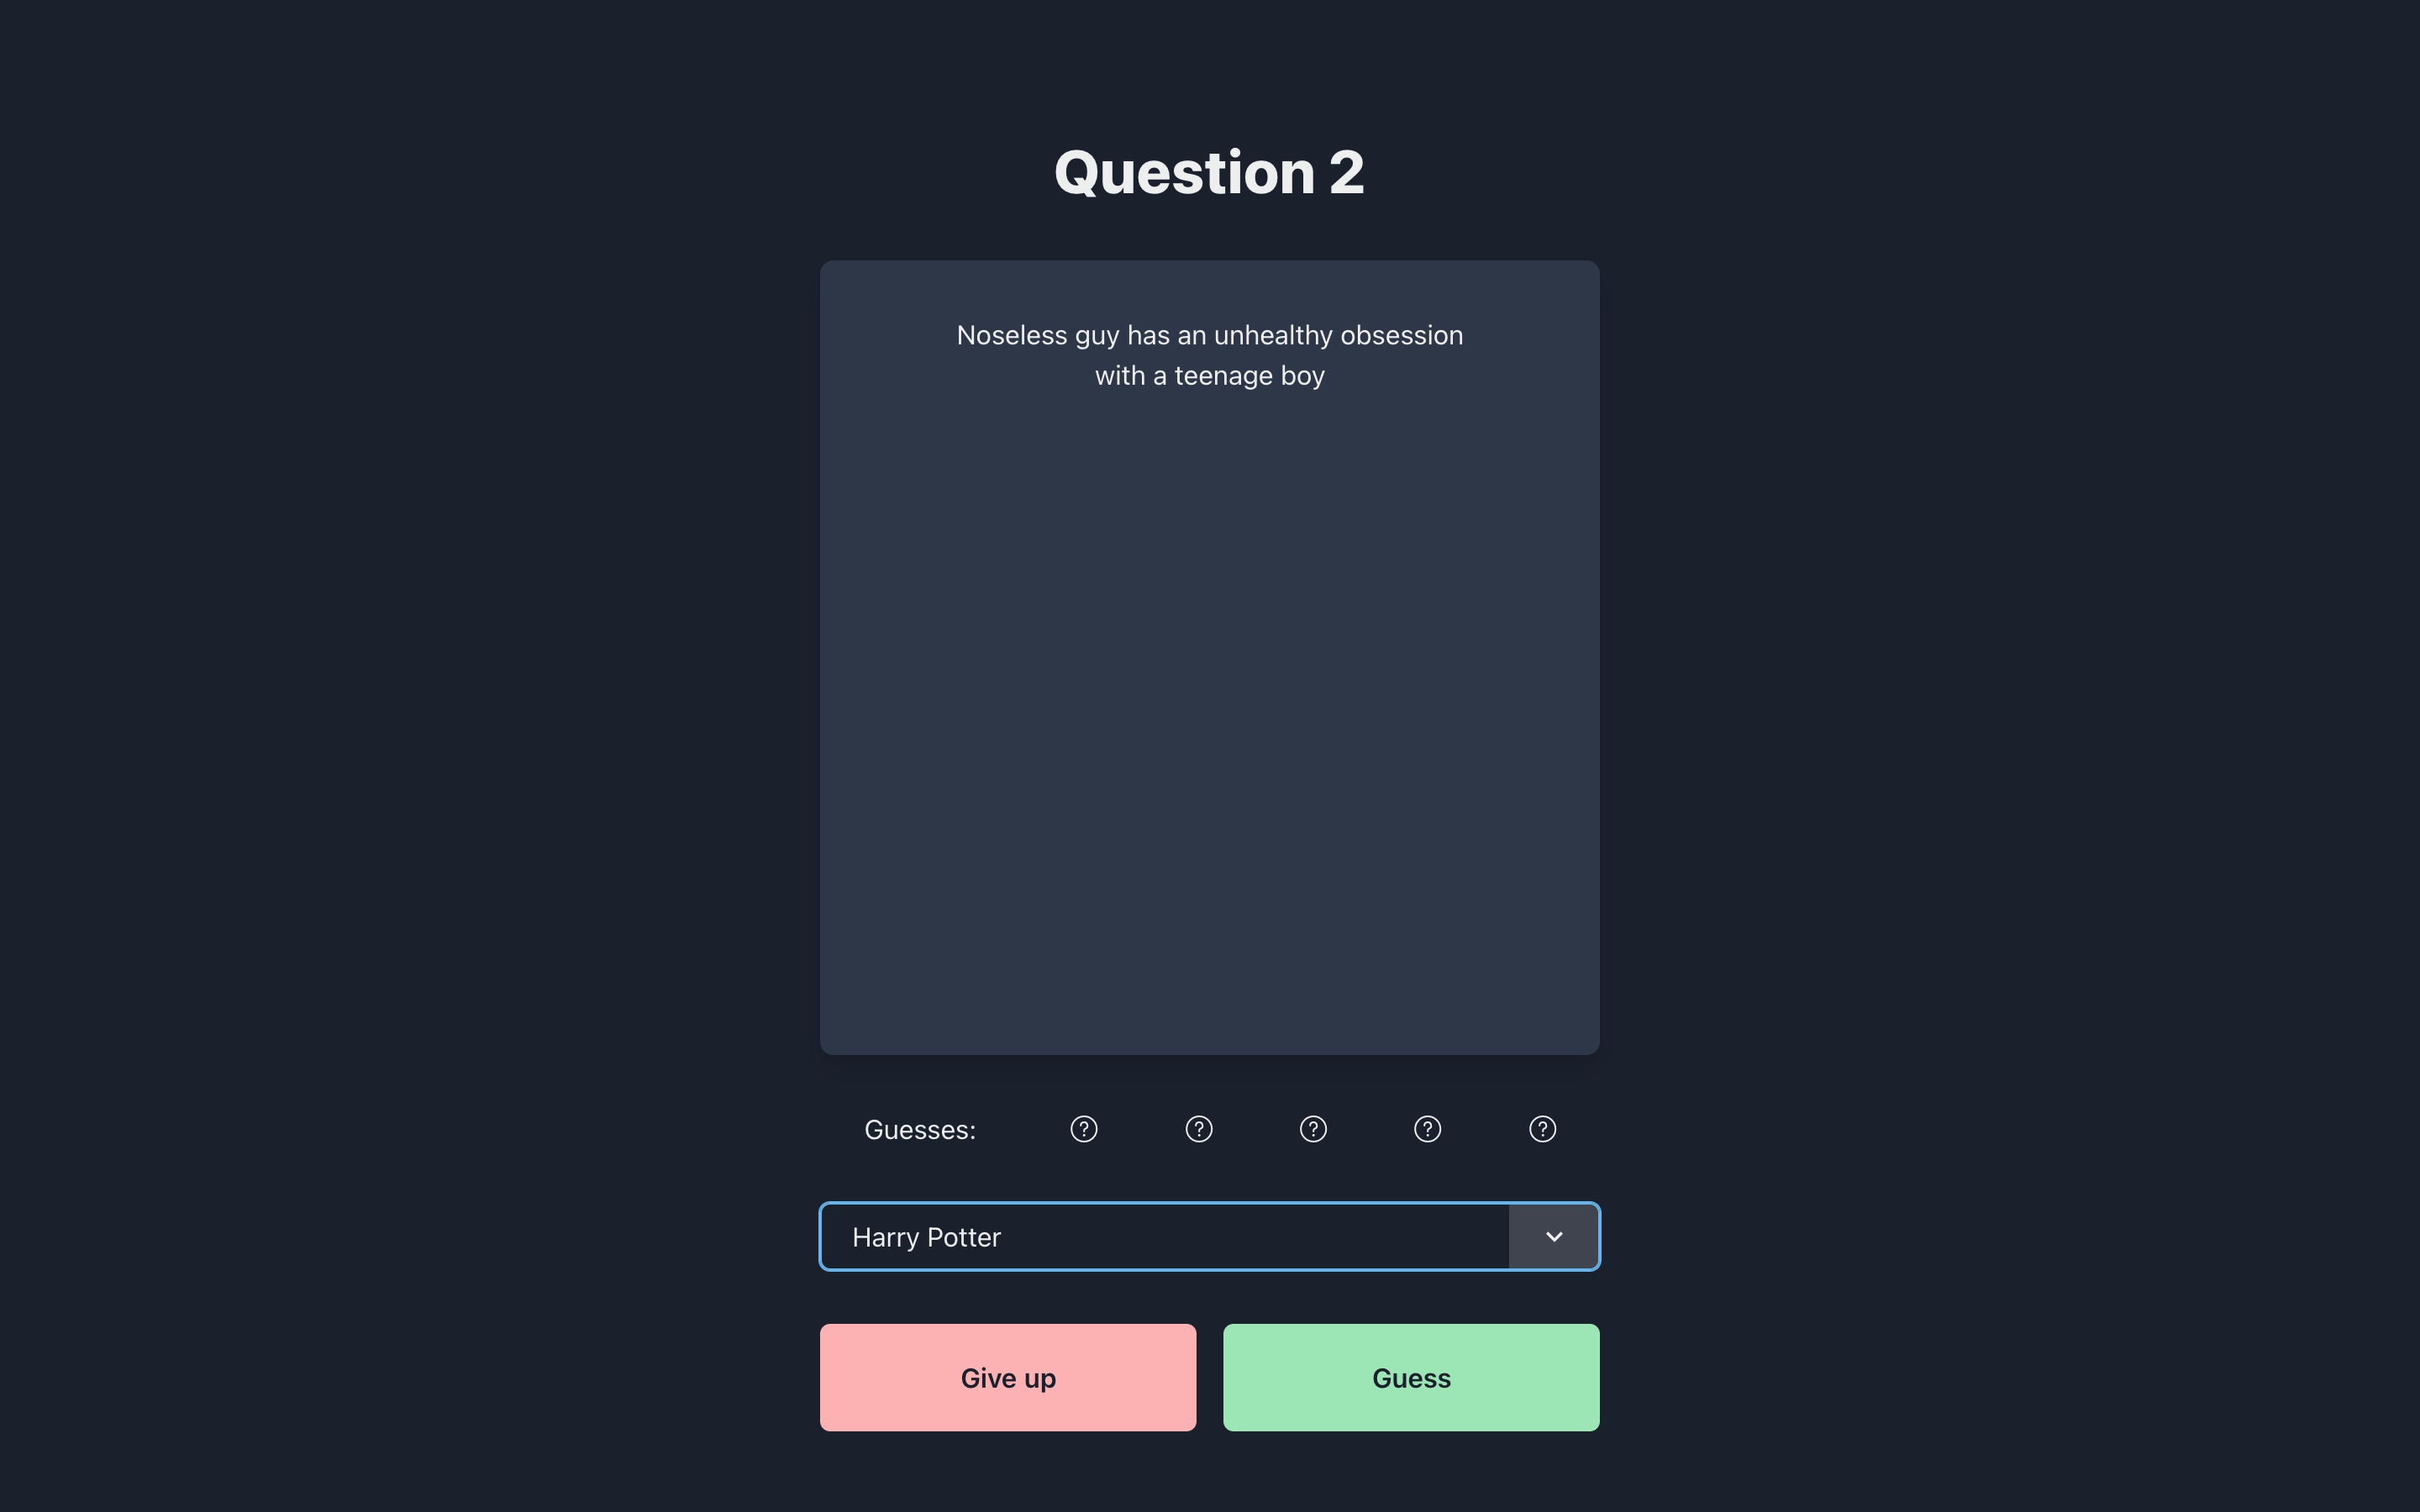 Question 2
Noseless guy has an unhealthy obsession
with a teenage boy
Guesses: ? ? ? ? ?
Harry Potter
Give up
Guess